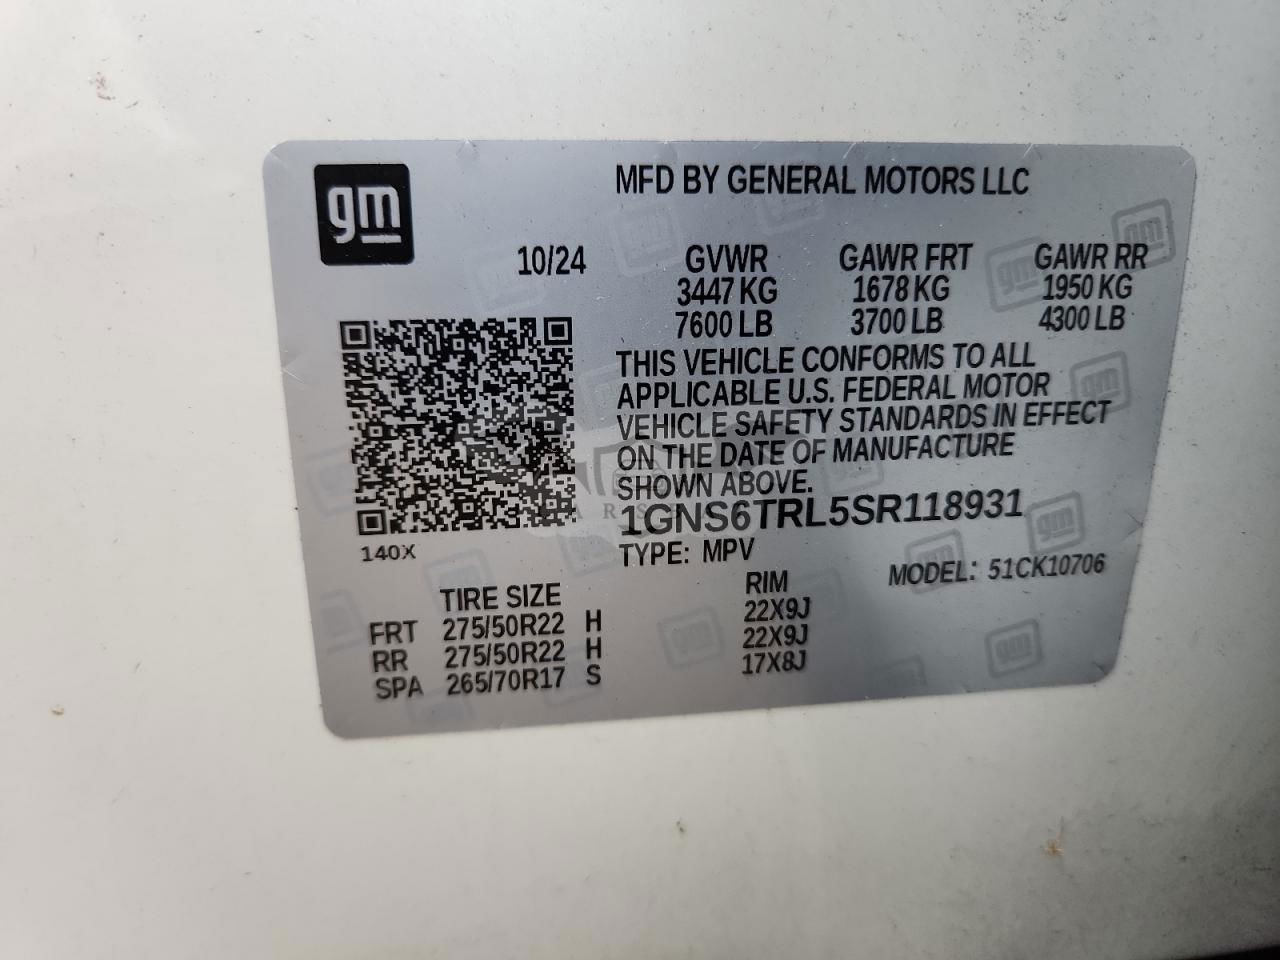 gm
MFD BY GENERAL MOTORS LLC
10/24 GVWR GAWR FRT GAWR RR
3447 KG 1678 KG 1950 KG
7600 LB 3700 LB 4300 LB
THIS VEHICLE CONFORMS TO ALL
APPLICABLE U.S. FEDERAL MOTOR
VEHICLE SAFETY STANDARDS IN EFFECT
ON THE DATE OF MANUFACTURE
SHOWN ABOVE.
1GNS6TRL5SR118931
140X
TYPE: MPV
MODEL: 51CK10706
TIRE SIZE RIM
FRT 275/50R22 H 22X9J
RR 275/50R22 H 22X9J
SPA 265/70R17 S 17X8J